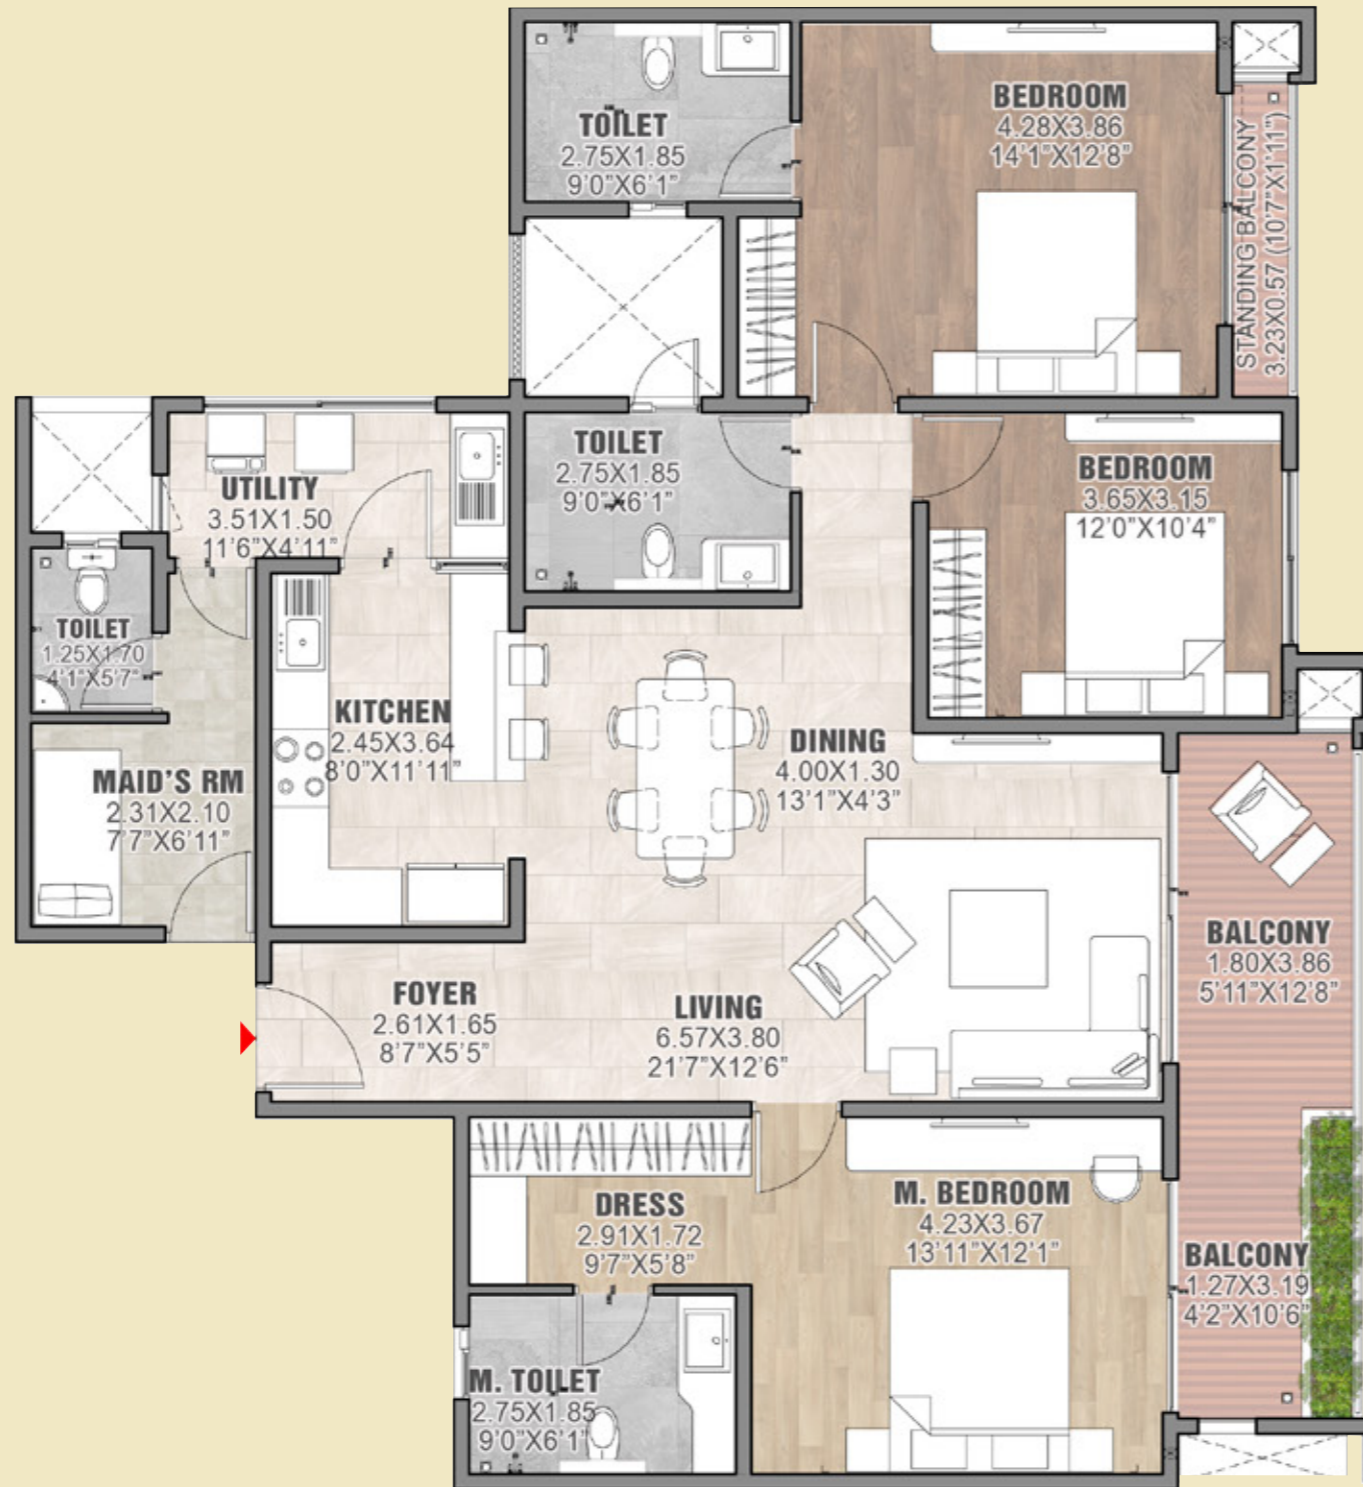 TOILET
2.75X1.85
9'0"X6'1"
BEDROOM
4.28X3.86
14'1"X12'8"
STANDING BALCONY
3.23X0.57 (10'7"X1'11")
TOILET
2.75X1.85
9'0"X6'1"
BEDROOM
3.65X3.15
12'0"X10'4"
UTILITY
3.51X1.50
11'6"X4'11"
TOILET
1.25X1.70
4'1"X5'7"
KITCHEN
2.45X3.64
8'0"X11'11"
DINING
4.00X1.30
13'1"X4'3"
MAID'S RM
2.31X2.10
7'7"X6'11"
BALCONY
1.80X3.86
5'11"X12'8"
FOYER
2.61X1.65
8'7"X5'5"
LIVING
6.57X3.80
21'7"X12'6"
DRESS
2.91X1.72
9'7"X5'8"
M. BEDROOM
4.23X3.67
13'11"X12'1"
BALCONY
1.27X3.19
4'2"X10'6"
M. TOILET
2.75X1.85
9'0"X6'1"